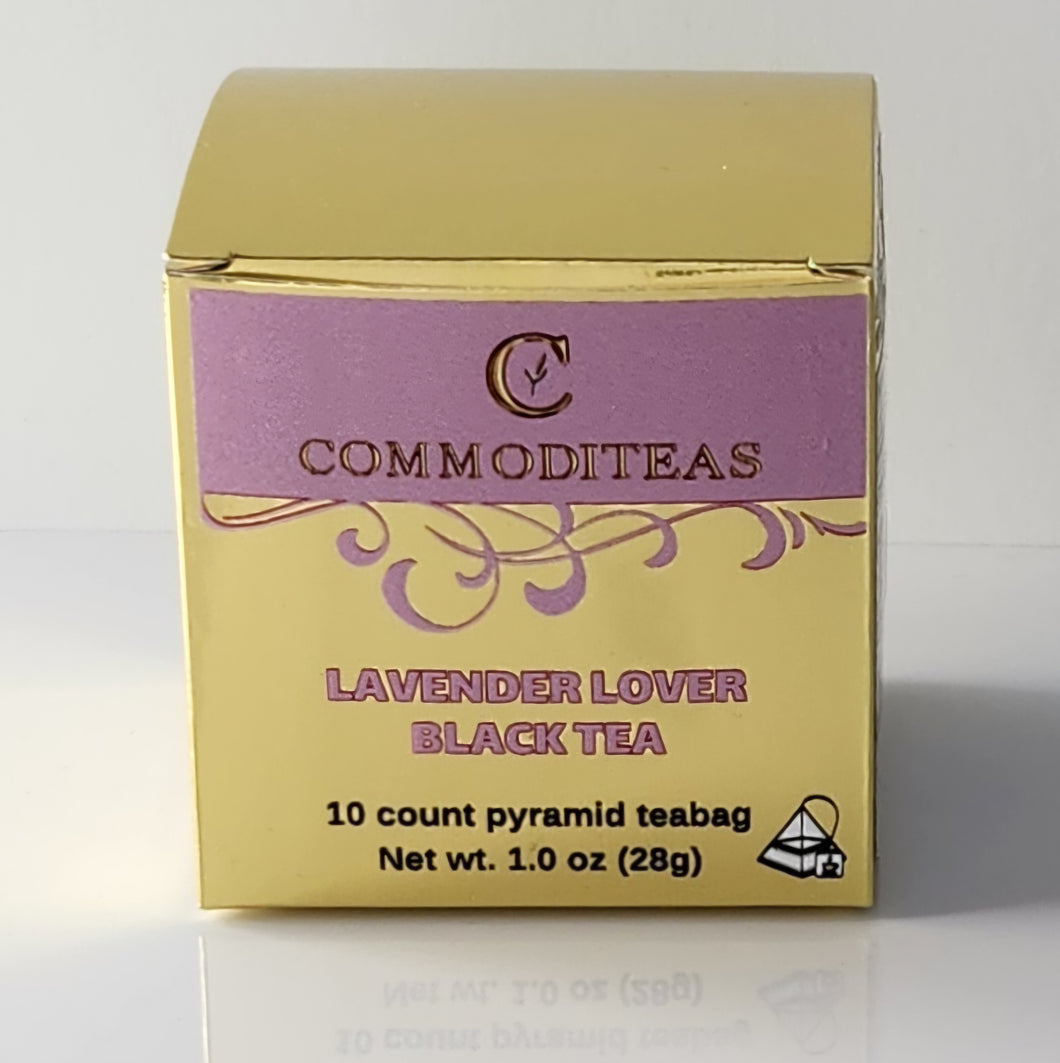 C
COMMODITEAS
LAVENDER LOVER
BLACK TEA
10 count pyramid teabag
Net wt. 1.0 oz (28g)